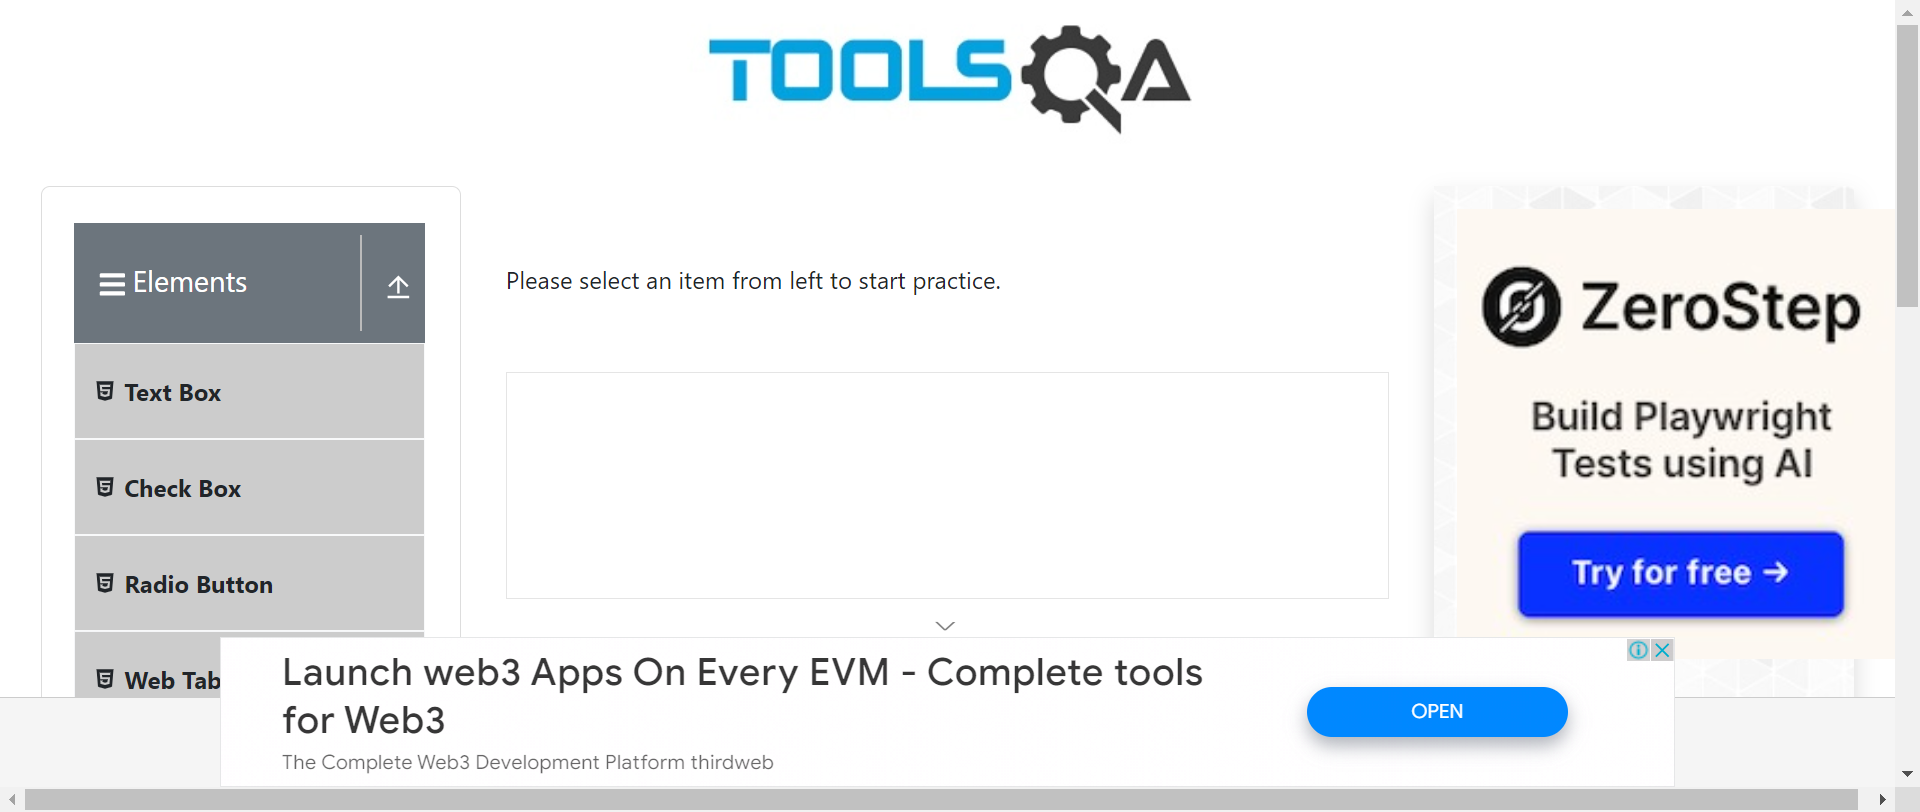 TOOLSQA
Elements
Text Box
Check Box
Radio Button
Web Tab
Please select an item from left to start practice.
ZeroStep
Build Playwright
Tests using AI
Try for free →
Launch web3 Apps On Every EVM - Complete tools
for Web3
The Complete Web3 Development Platform thirdweb
OPEN